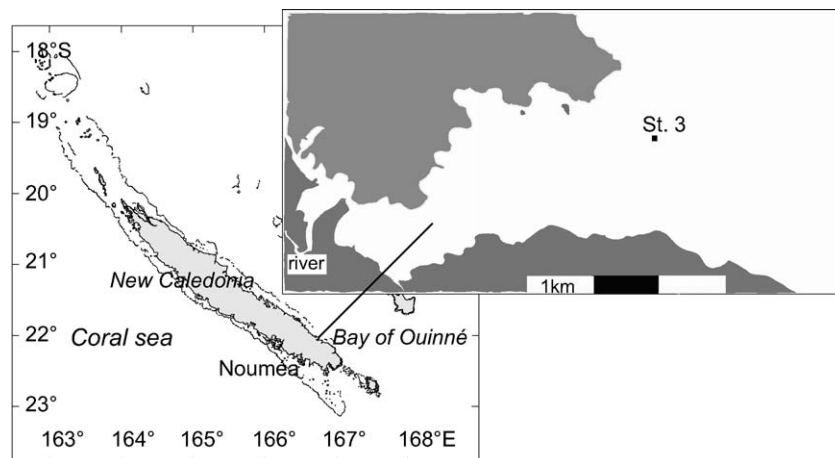 18°S
19°
20°
21°
22°
23°
163° 164° 165° 166° 167° 168°E
New Caledonia
Coral sea
Bay of Ouinné
Noumea
St. 3
river
1km